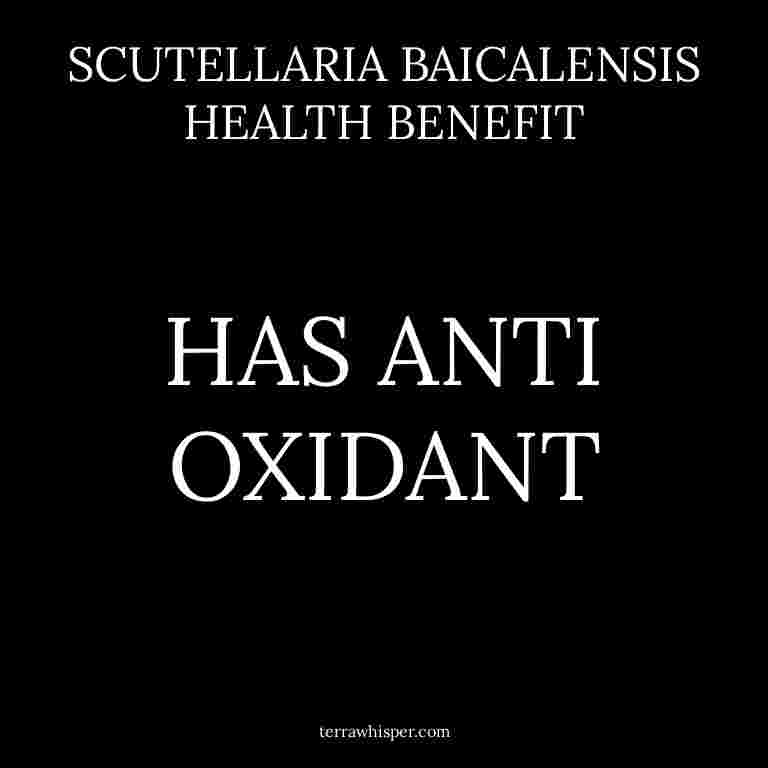 SCUTELLARIA BAICALENSIS
HEALTH BENEFIT
HAS ANTI
OXIDANT
terrawhisper.com